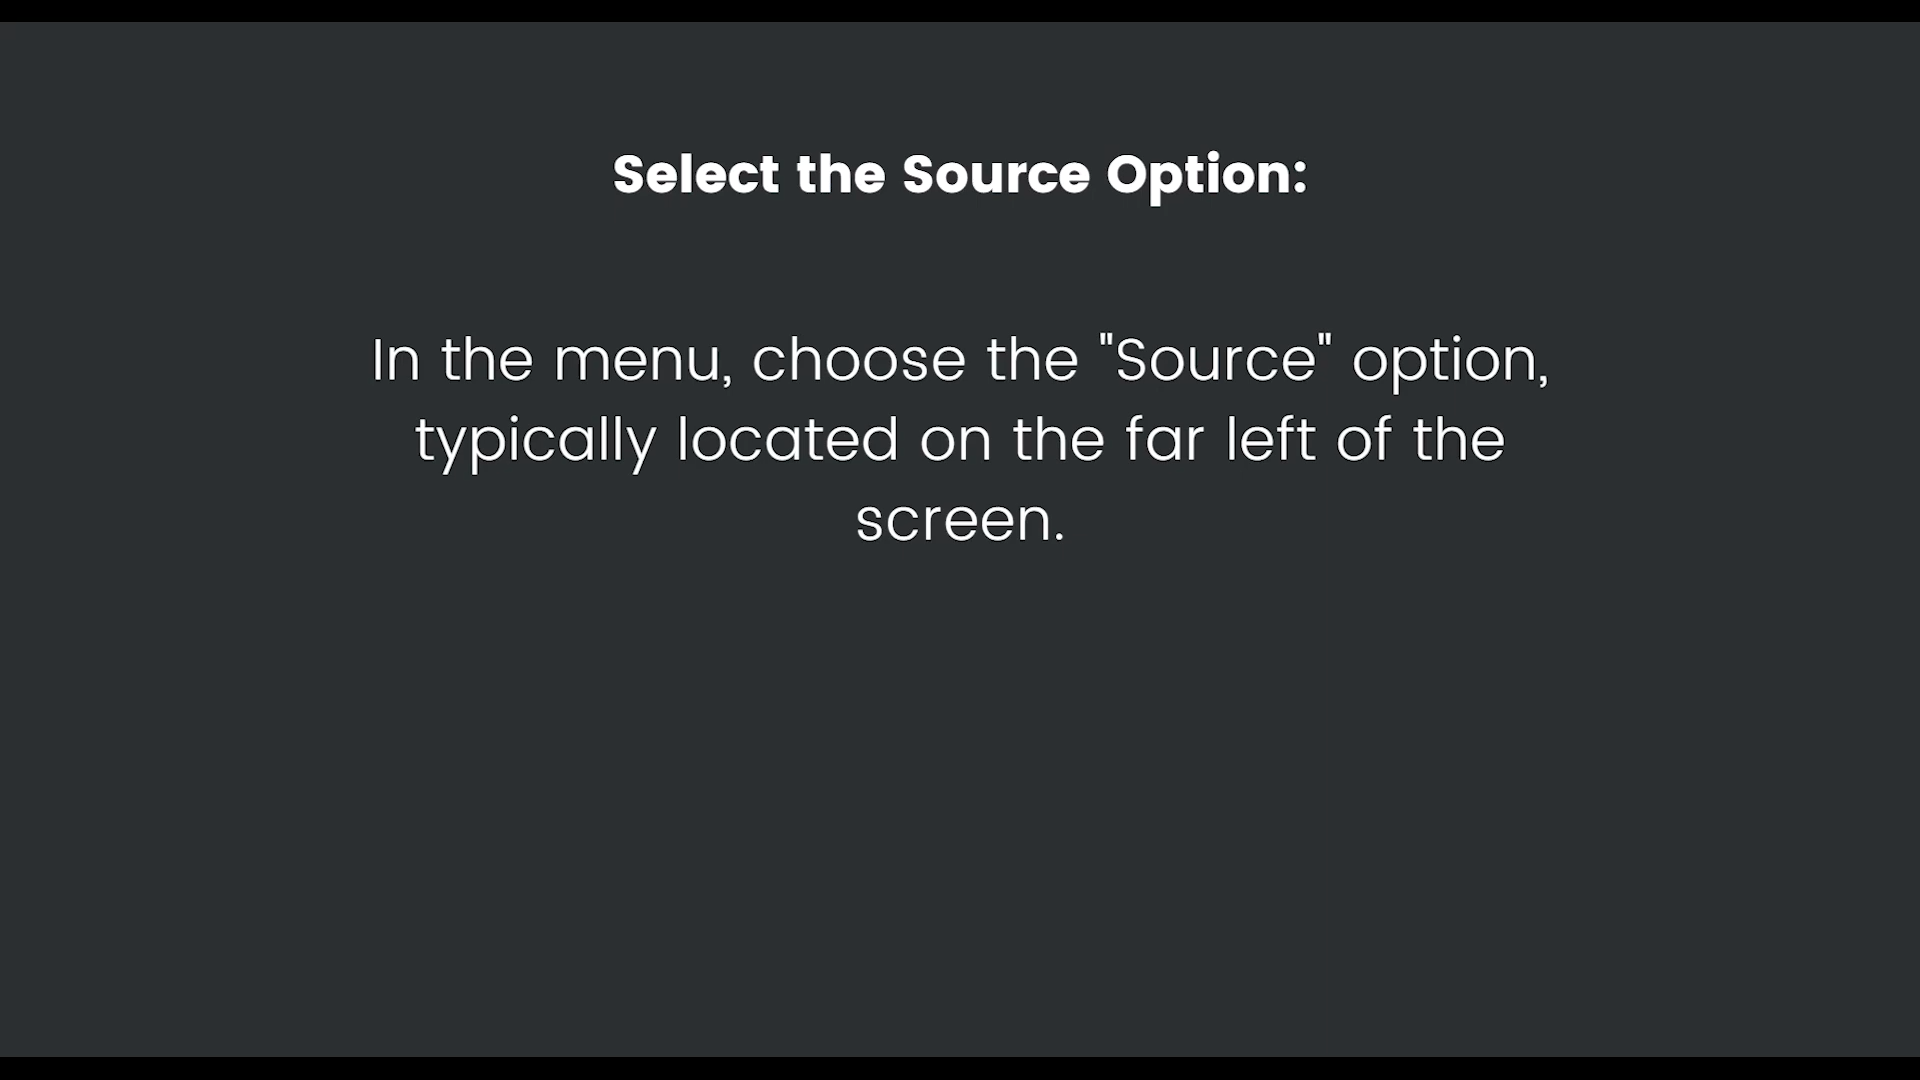 Select the Source Option:
In the menu, choose the "Source" option,
typically located on the far left of the
screen.